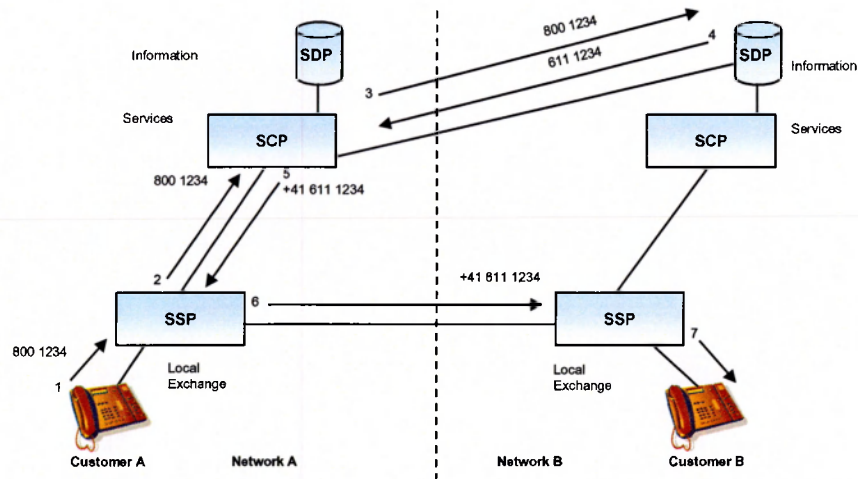 800 1234
4
Information
SDP
611 1234
SDP
Information
3
Services
SCP
SCP
Services
800 1234
5
+41 611 1234
2
+41 611 1234
6
SSP
SSP
7
800 1234
1
Local
Exchange
Local
Exchange
Customer A
Network A
Network B
Customer B